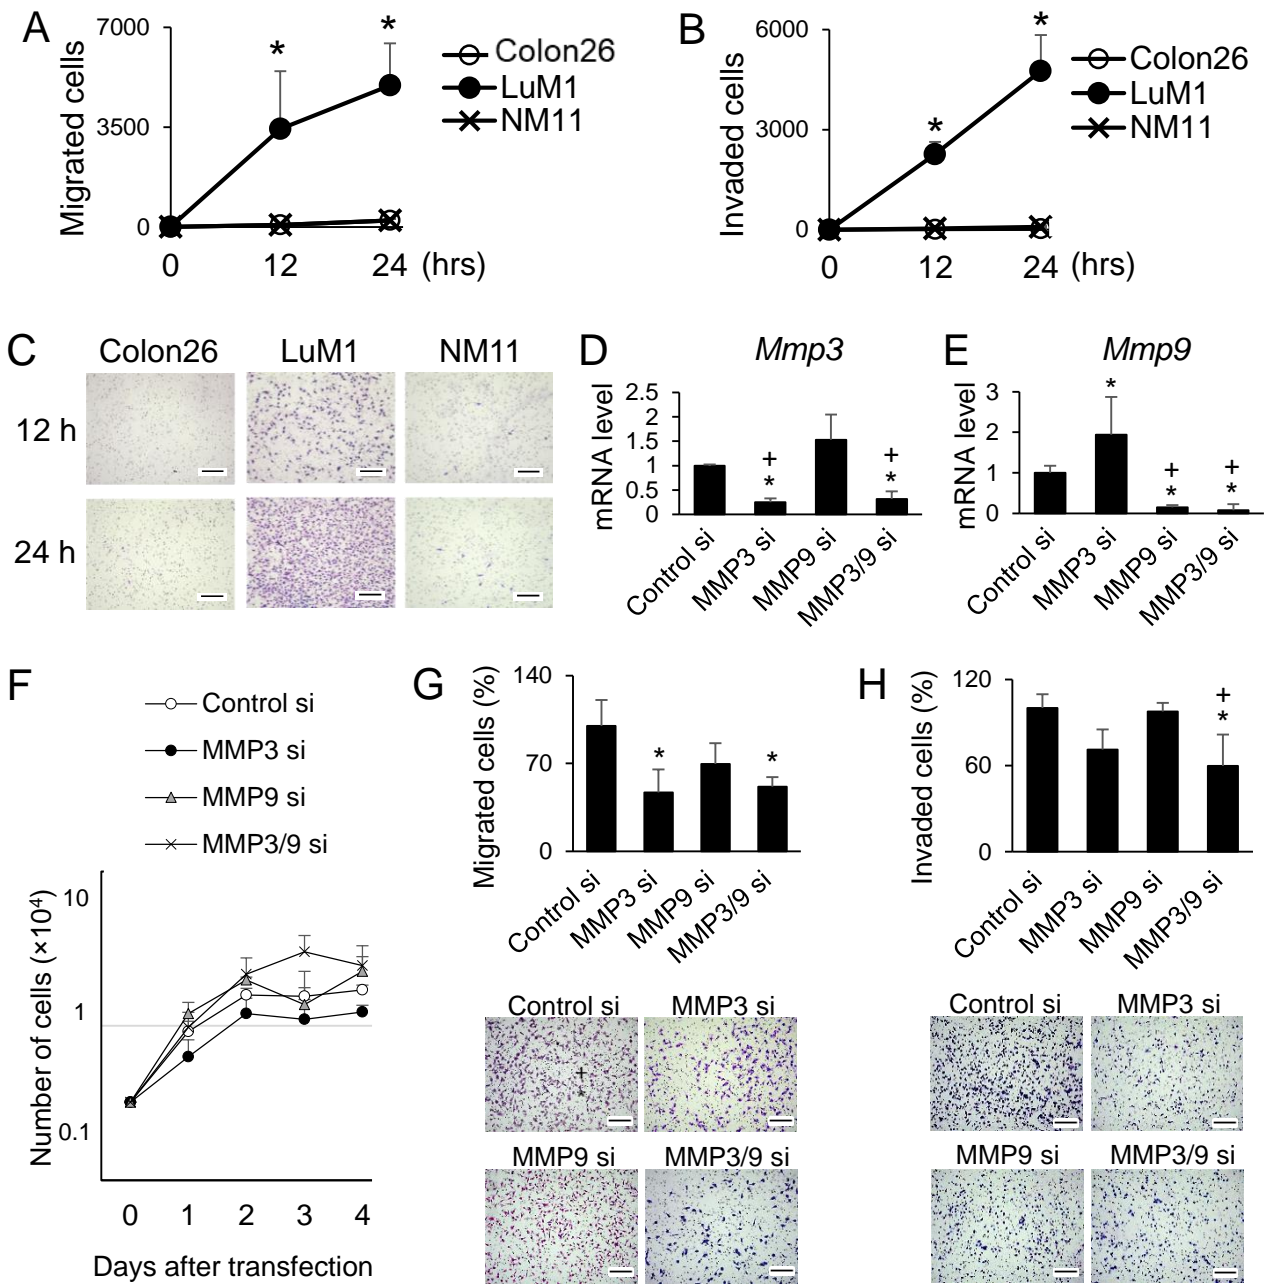 A
Migrated cells
7000
3500
0
* *
0 12 24 (hrs)
Colon26
LuM1
NM11
B
Invaded cells
6000
3000
0
* *
0 12 24 (hrs)
Colon26
LuM1
NM11
C
Colon26 LuM1 NM11
12 h
24 h
D
Mmp3
mRNA level
2.5
2
1.5
1
0.5
0
+ +
* *
Control si
MMP3 si
MMP9 si
MMP3/9 si
E
Mmp9
mRNA level
3
2
1
0
*
+ +
* *
Control si
MMP3 si
MMP9 si
MMP3/9 si
F
Control si
MMP3 si
MMP9 si
MMP3/9 si
Number of cells (×10⁴)
10
1
0.1
0 1 2 3 4
Days after transfection
G
Migrated cells (%)
140
70
0
* *
Control si
MMP3 si
MMP9 si
MMP3/9 si
Control si MMP3 si
+
*
MMP9 si MMP3/9 si
H
Invaded cells (%)
120
60
0
+
*
Control si
MMP3 si
MMP9 si
MMP3/9 si
Control si MMP3 si
MMP9 si MMP3/9 si